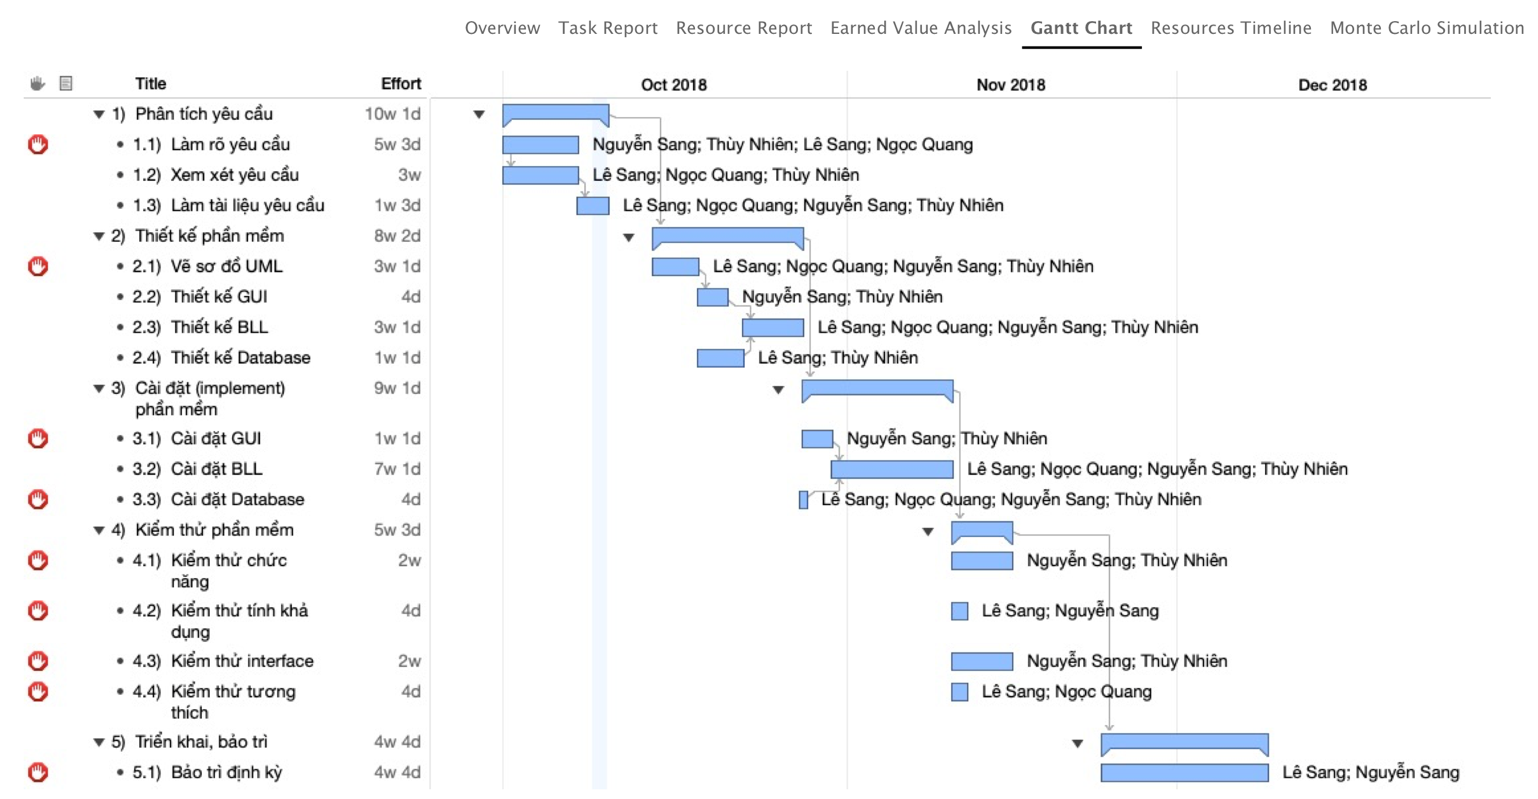 Overview Task Report Resource Report Earned Value Analysis Gantt Chart Resources Timeline Monte Carlo Simulation
Title Effort Oct 2018 Nov 2018 Dec 2018
1) Phân tích yêu cầu 10w 1d
1.1) Làm rõ yêu cầu 5w 3d Nguyễn Sang; Thùy Nhiên; Lê Sang; Ngọc Quang
1.2) Xem xét yêu cầu 3w Lê Sang; Ngọc Quang; Thùy Nhiên
1.3) Làm tài liệu yêu cầu 1w 3d Lê Sang; Ngọc Quang; Nguyễn Sang; Thùy Nhiên
2) Thiết kế phần mềm 8w 2d
2.1) Vẽ sơ đồ UML 3w 1d Lê Sang; Ngọc Quang; Nguyễn Sang; Thùy Nhiên
2.2) Thiết kế GUI 4d Nguyễn Sang; Thùy Nhiên
2.3) Thiết kế BLL 3w 1d Lê Sang; Ngọc Quang; Nguyễn Sang; Thùy Nhiên
2.4) Thiết kế Database 1w 1d Lê Sang; Thùy Nhiên
3) Cài đặt (implement) 9w 1d
phần mềm
3.1) Cài đặt GUI 1w 1d Nguyễn Sang; Thùy Nhiên
3.2) Cài đặt BLL 7w 1d Lê Sang; Ngọc Quang; Nguyễn Sang; Thùy Nhiên
3.3) Cài đặt Database 4d Lê Sang; Ngọc Quang; Nguyễn Sang; Thùy Nhiên
4) Kiểm thử phần mềm 5w 3d
4.1) Kiểm thử chức 2w Nguyễn Sang; Thùy Nhiên
năng
4.2) Kiểm thử tính khả 4d Lê Sang; Nguyễn Sang
dụng
4.3) Kiểm thử interface 2w Nguyễn Sang; Thùy Nhiên
4.4) Kiểm thử tương 4d Lê Sang; Ngọc Quang
thích
5) Triển khai, bảo trì 4w 4d
5.1) Bảo trì định kỳ 4w 4d Lê Sang; Nguyễn Sang